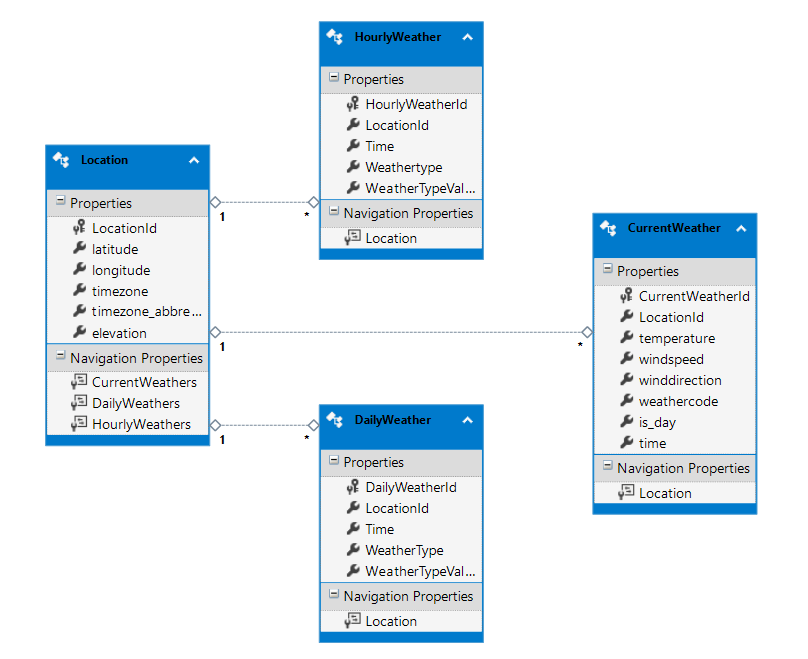 HourlyWeather
Properties
HourlyWeatherId
LocationId
Time
Weathertype
WeatherTypeVal...
Navigation Properties
Location
Location
Properties
LocationId
latitude
longitude
timezone
timezone_abbre...
elevation
Navigation Properties
CurrentWeathers
DailyWeathers
HourlyWeathers
1
*
1
*
1
*
CurrentWeather
Properties
CurrentWeatherId
LocationId
temperature
windspeed
winddirection
weathercode
is_day
time
Navigation Properties
Location
DailyWeather
Properties
DailyWeatherId
LocationId
Time
WeatherType
WeatherTypeVal...
Navigation Properties
Location